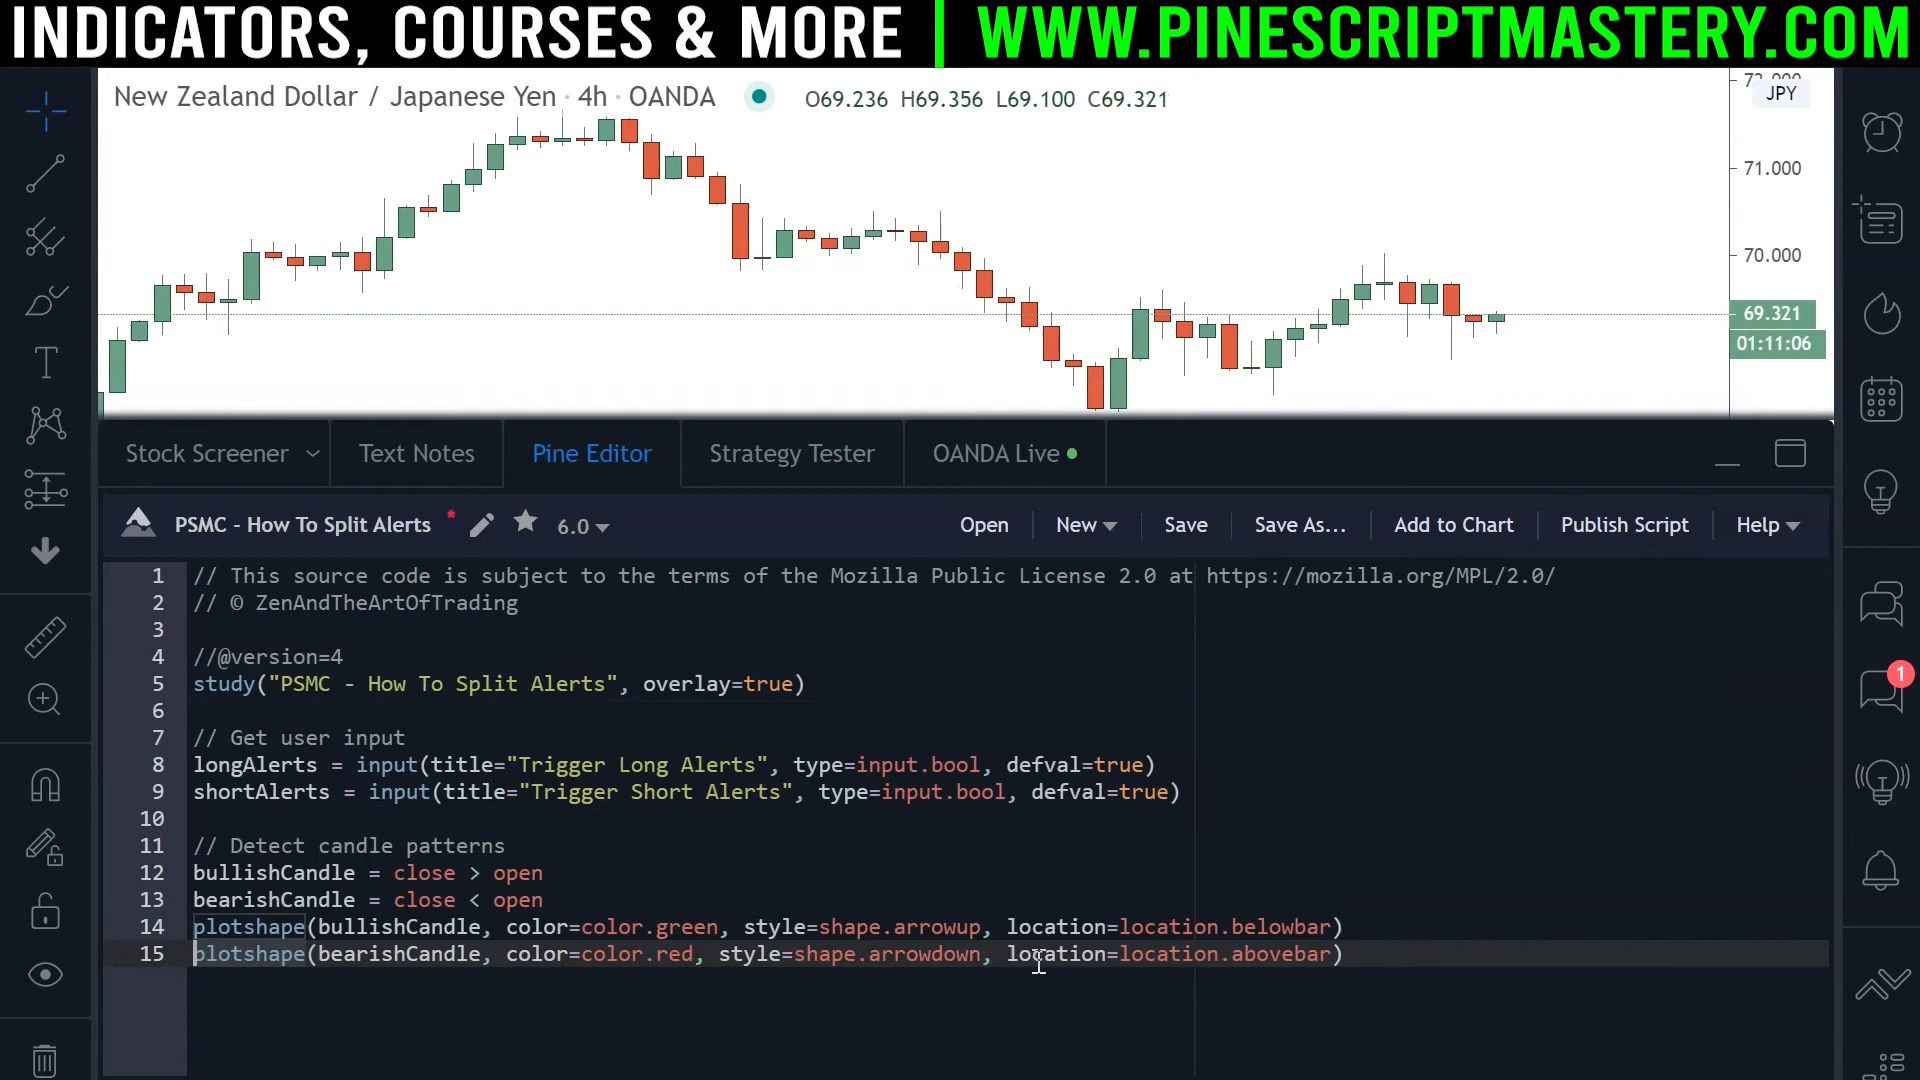 INDICATORS, COURSES & MORE | WWW.PINESCRIPTMASTERY.COM
New Zealand Dollar / Japanese Yen · 4h · OANDA O69.236 H69.356 L69.100 C69.321
JPY
71.000
70.000
69.321
01:11:06
T
Stock Screener Text Notes Pine Editor Strategy Tester OANDA Live
PSMC - How To Split Alerts * 6.0 Open New Save Save As... Add to Chart Publish Script Help
1 // This source code is subject to the terms of the Mozilla Public License 2.0 at https://mozilla.org/MPL/2.0/
2 // © ZenAndTheArtOfTrading
3
4 //@version=4
5 study("PSMC - How To Split Alerts", overlay=true)
6
7 // Get user input
8 longAlerts = input(title="Trigger Long Alerts", type=input.bool, defval=true)
9 shortAlerts = input(title="Trigger Short Alerts", type=input.bool, defval=true)
10
11 // Detect candle patterns
12 bullishCandle = close > open
13 bearishCandle = close < open
14 plotshape(bullishCandle, color=color.green, style=shape.arrowup, location=location.belowbar)
15 plotshape(bearishCandle, color=color.red, style=shape.arrowdown, location=location.abovebar)
1